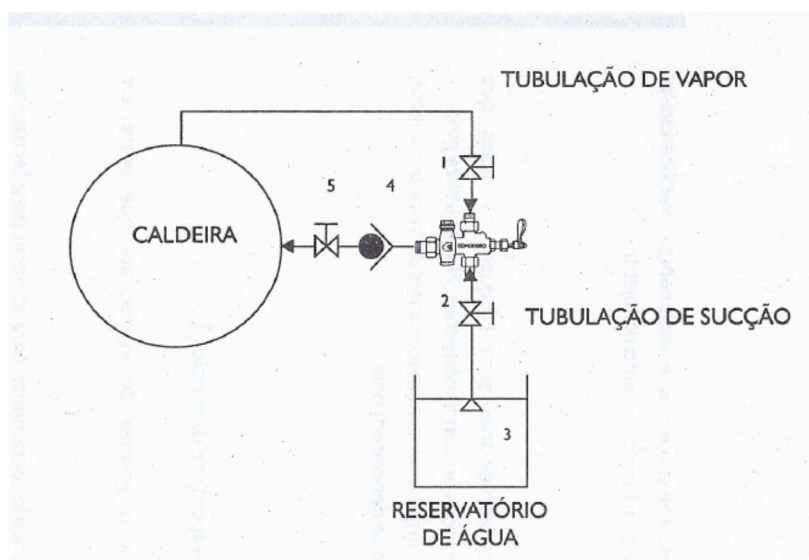 TUBULAÇÃO DE VAPOR
1
5
4
CALDEIRA
2
TUBULAÇÃO DE SUCÇÃO
3
RESERVATÓRIO
DE ÁGUA